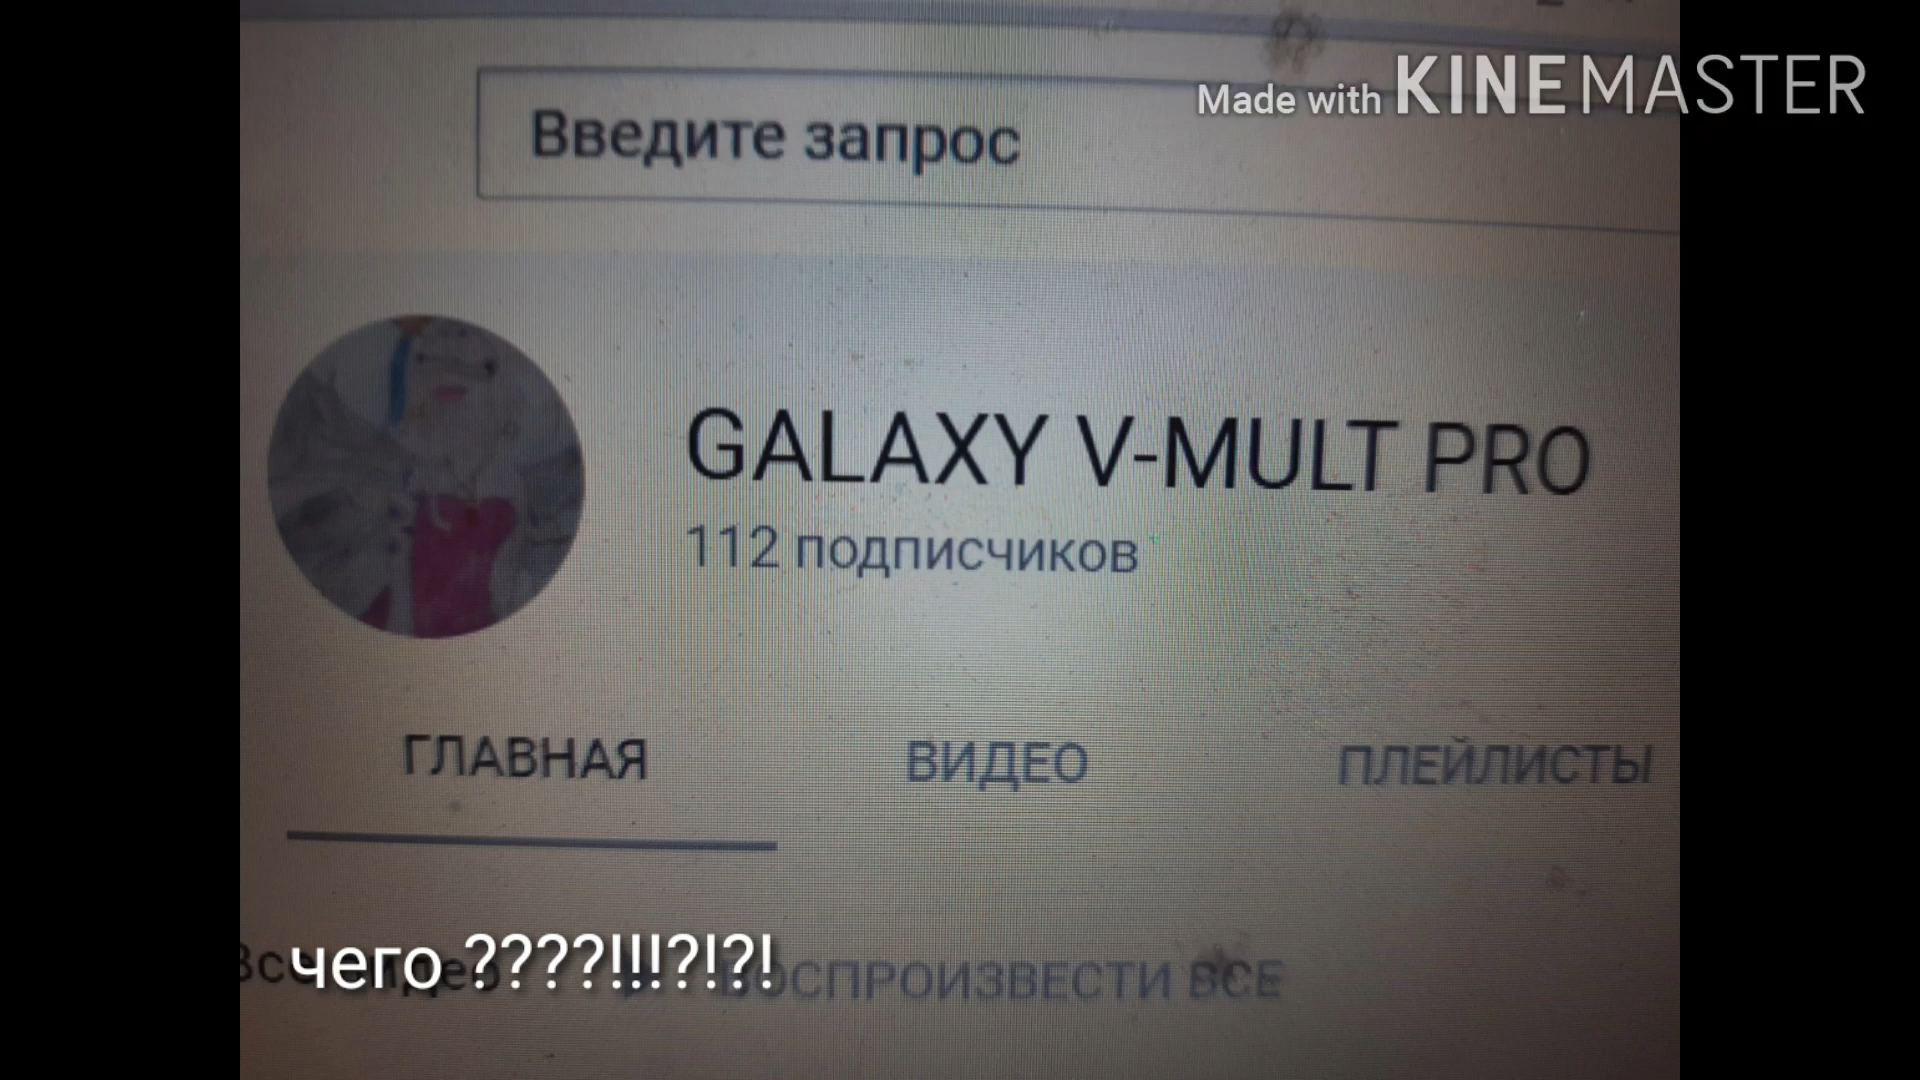 Made with KINEMASTER
Введите запрос
GALAXY V-MULT PRO
112 подписчиков
ГЛАВНАЯ ВИДЕО ПЛЕЙЛИСТЫ
чего ????!!!?!?!
ВОСПРОИЗВЕСТИ ВСЕ